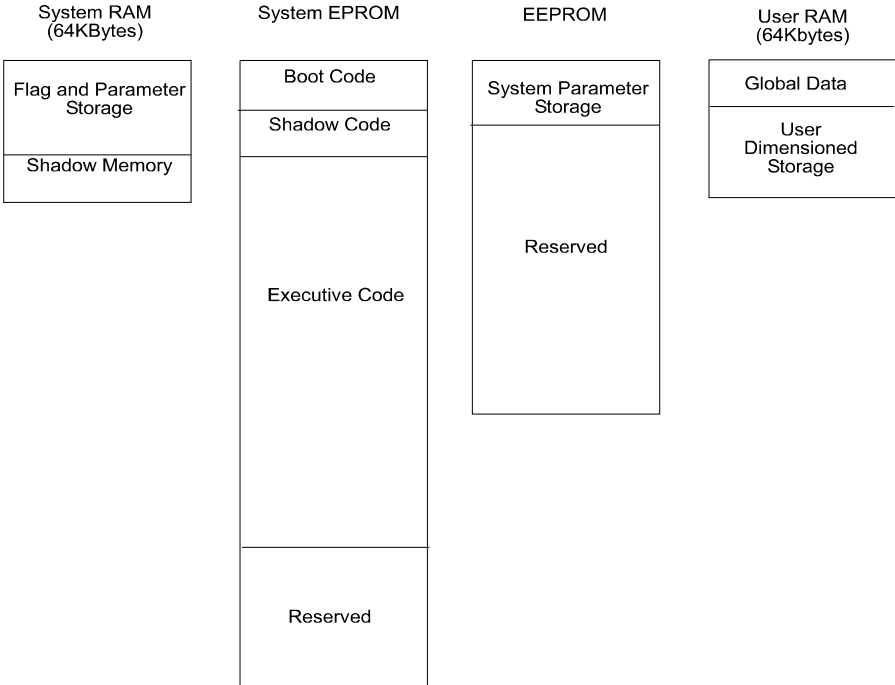 System RAM
(64KBytes)
Flag and Parameter
Storage
Shadow Memory
System EPROM
Boot Code
Shadow Code
Executive Code
Reserved
EEPROM
System Parameter
Storage
Reserved
User RAM
(64Kbytes)
Global Data
User
Dimensioned
Storage